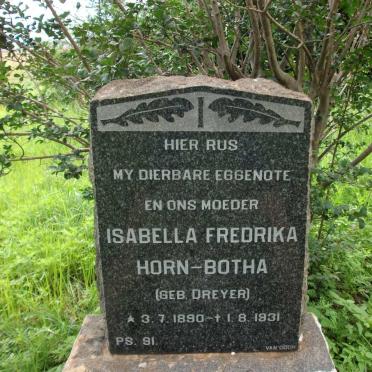 HIER RUS
MY DIERBARE EGGENOTE
EN ONS MOEDER
ISABELLA FREDRIKA
HORN-BOTHA
(GEB. DREYER)
★ 3.7.1890 - † 1.8.1931
PS. 91.